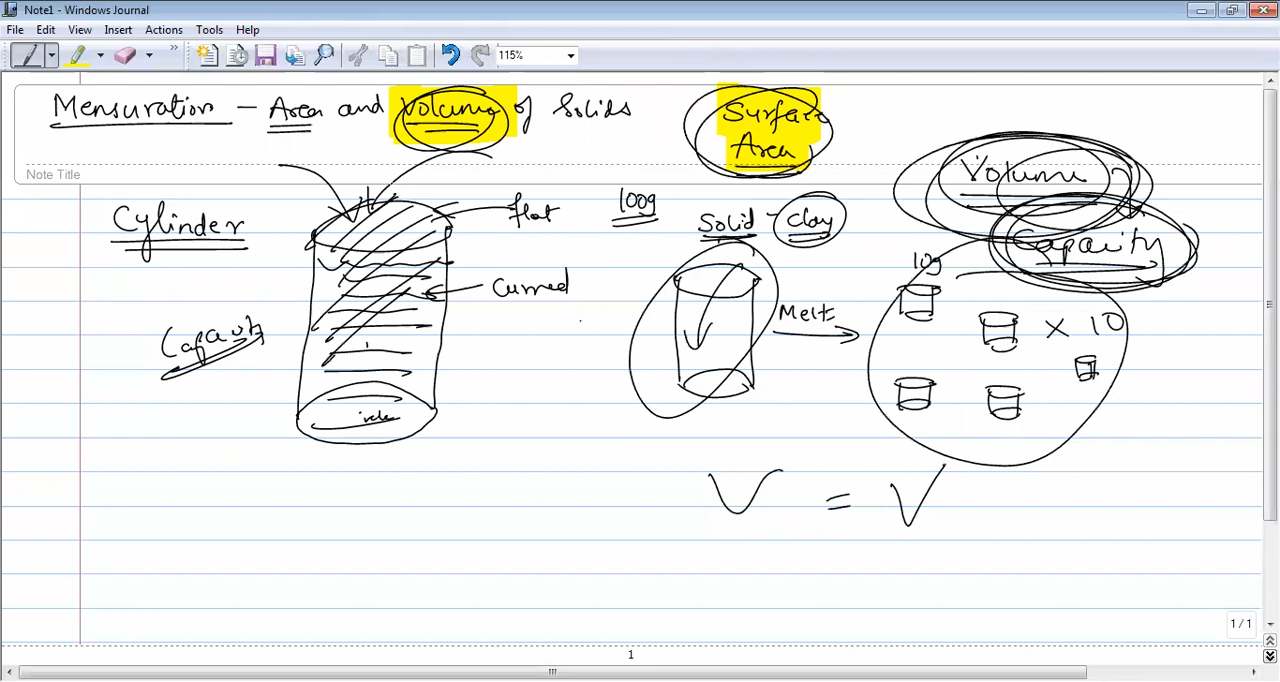 Note1 - Windows Journal
File Edit View Insert Actions Tools Help
115%
Mensuration - Area and Volume of Solids
Surface
Area
Note Title
Volume
Capacity
Cylinder
flat
100g
Solid - clay
10g
Curved
Melt
Capacity
x 10
V = V
1 / 1
1